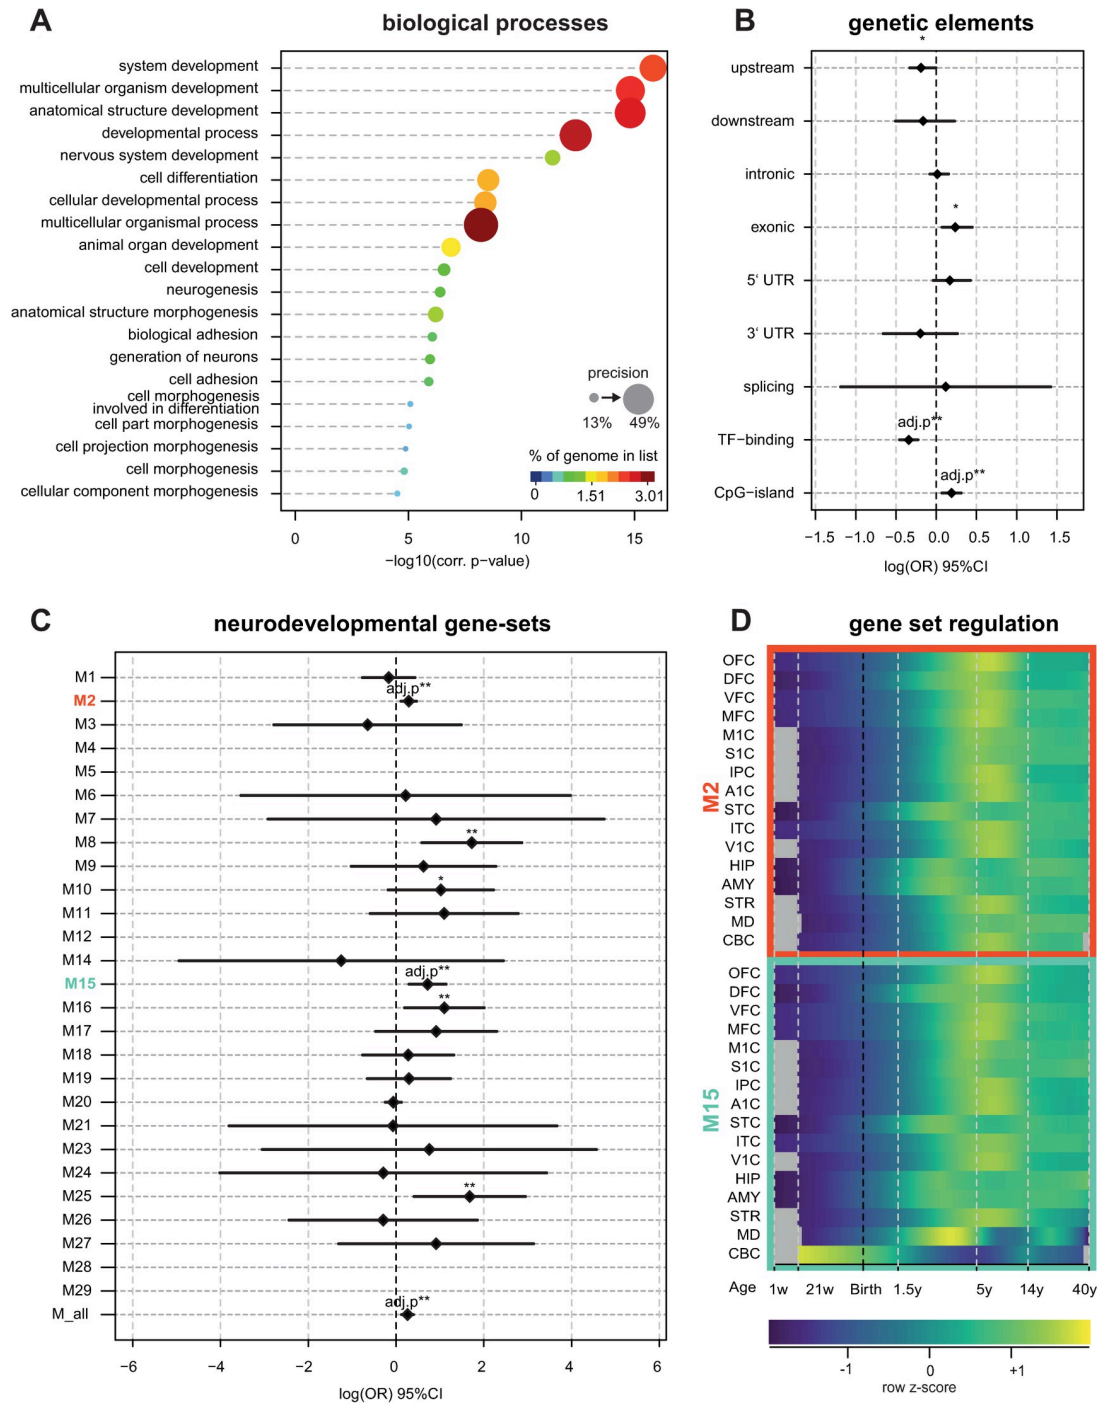 A
biological processes
system development
multicellular organism development
anatomical structure development
developmental process
nervous system development
cell differentiation
cellular developmental process
multicellular organismal process
animal organ development
cell development
neurogenesis
anatomical structure morphogenesis
biological adhesion
generation of neurons
cell adhesion
cell morphogenesis
involved in differentiation
cell part morphogenesis
cell projection morphogenesis
cell morphogenesis
cellular component morphogenesis
precision
13% 49%
% of genome in list
0 1.51 3.01
0 5 10 15
−log10(corr. p−value)
B
genetic elements
*
upstream
downstream
intronic
*
exonic
5‘ UTR
3‘ UTR
splicing
adj.p**
TF−binding
adj.p**
CpG−island
−1.5 −1.0 −0.5 0.0 0.5 1.0 1.5
log(OR) 95%CI
C
neurodevelopmental gene-sets
M1
adj.p**
M2
M3
M4
M5
M6
M7
**
M8
M9
*
M10
M11
M12
M14
adj.p**
M15
**
M16
M17
M18
M19
M20
M21
M23
M24
**
M25
M26
M27
M28
M29
adj.p**
M_all
−6 −4 −2 0 2 4 6
log(OR) 95%CI
D
gene set regulation
M2
OFC
DFC
VFC
MFC
M1C
S1C
IPC
A1C
STC
ITC
V1C
HIP
AMY
STR
MD
CBC
M15
OFC
DFC
VFC
MFC
M1C
S1C
IPC
A1C
STC
ITC
V1C
HIP
AMY
STR
MD
CBC
Age 1w 21w Birth 1.5y 5y 14y 40y
-1 0 +1
row z-score